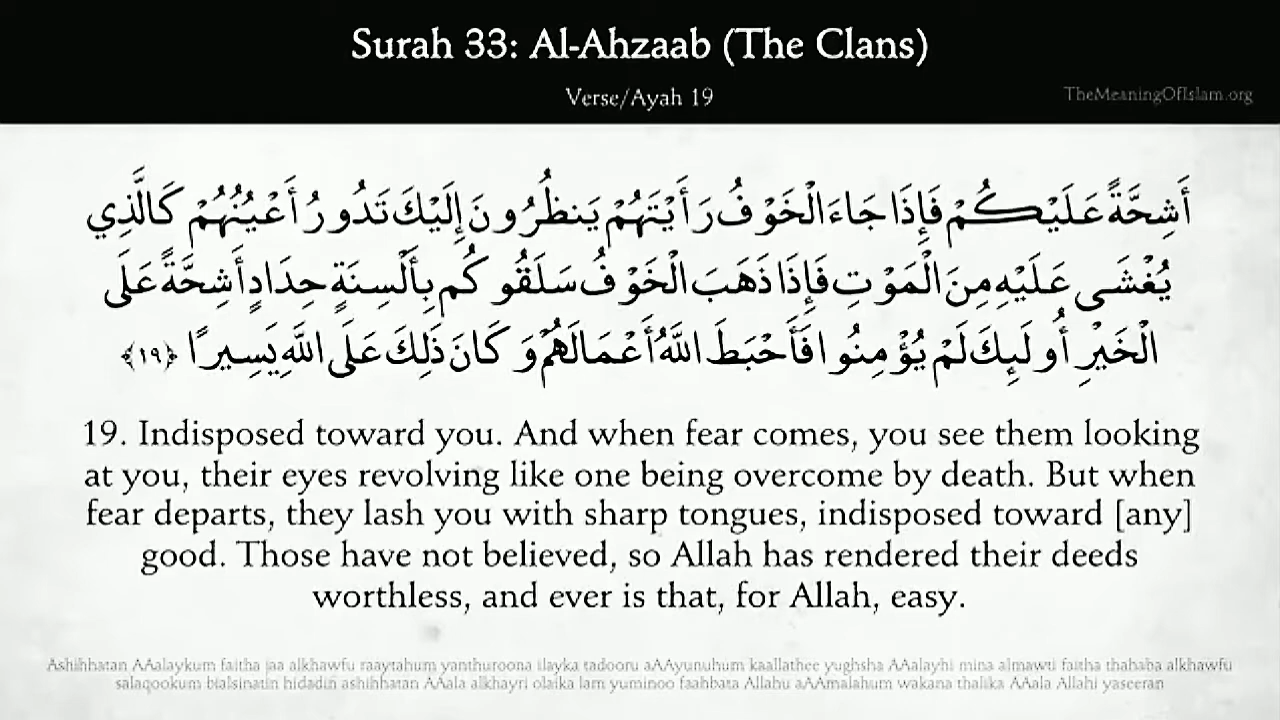 Surah 33: Al-Ahzaab (The Clans)
Verse/Ayah 19
TheMeaningOfIslam.org
أَشِحَّةً عَلَيْكُمْ فَإِذَا جَاءَ الْخَوْفُ رَأَيْتَهُمْ يَنظُرُونَ إِلَيْكَ تَدُورُ أَعْيُنُهُمْ كَالَّذِي
يُغْشَى عَلَيْهِ مِنَ الْمَوْتِ فَإِذَا ذَهَبَ الْخَوْفُ سَلَقُوكُم بِأَلْسِنَةٍ حِدَادٍ أَشِحَّةً عَلَى
الْخَيْرِ أُولَئِكَ لَمْ يُؤْمِنُوا فَأَحْبَطَ اللَّهُ أَعْمَالَهُمْ وَكَانَ ذَلِكَ عَلَى اللَّهِ يَسِيرًا ﴿١٩﴾
19. Indisposed toward you. And when fear comes, you see them looking
at you, their eyes revolving like one being overcome by death. But when
fear departs, they lash you with sharp tongues, indisposed toward [any]
good. Those have not believed, so Allah has rendered their deeds
worthless, and ever is that, for Allah, easy.
Ashihhatan AAalaykum faitha jaa alkhawfu raaytahum yanthuroona ilayka tadooru aAAyunuhum kaallathee yughsha AAalayhi mina almawti faitha thahaba alkhawfu
salaqookum bialsinatin hidadin ashihhatan AAala alkhayri olaika lam yuminoo faahbata Allahu aAAmalahum wakana thalika AAala Allahi yaseeran